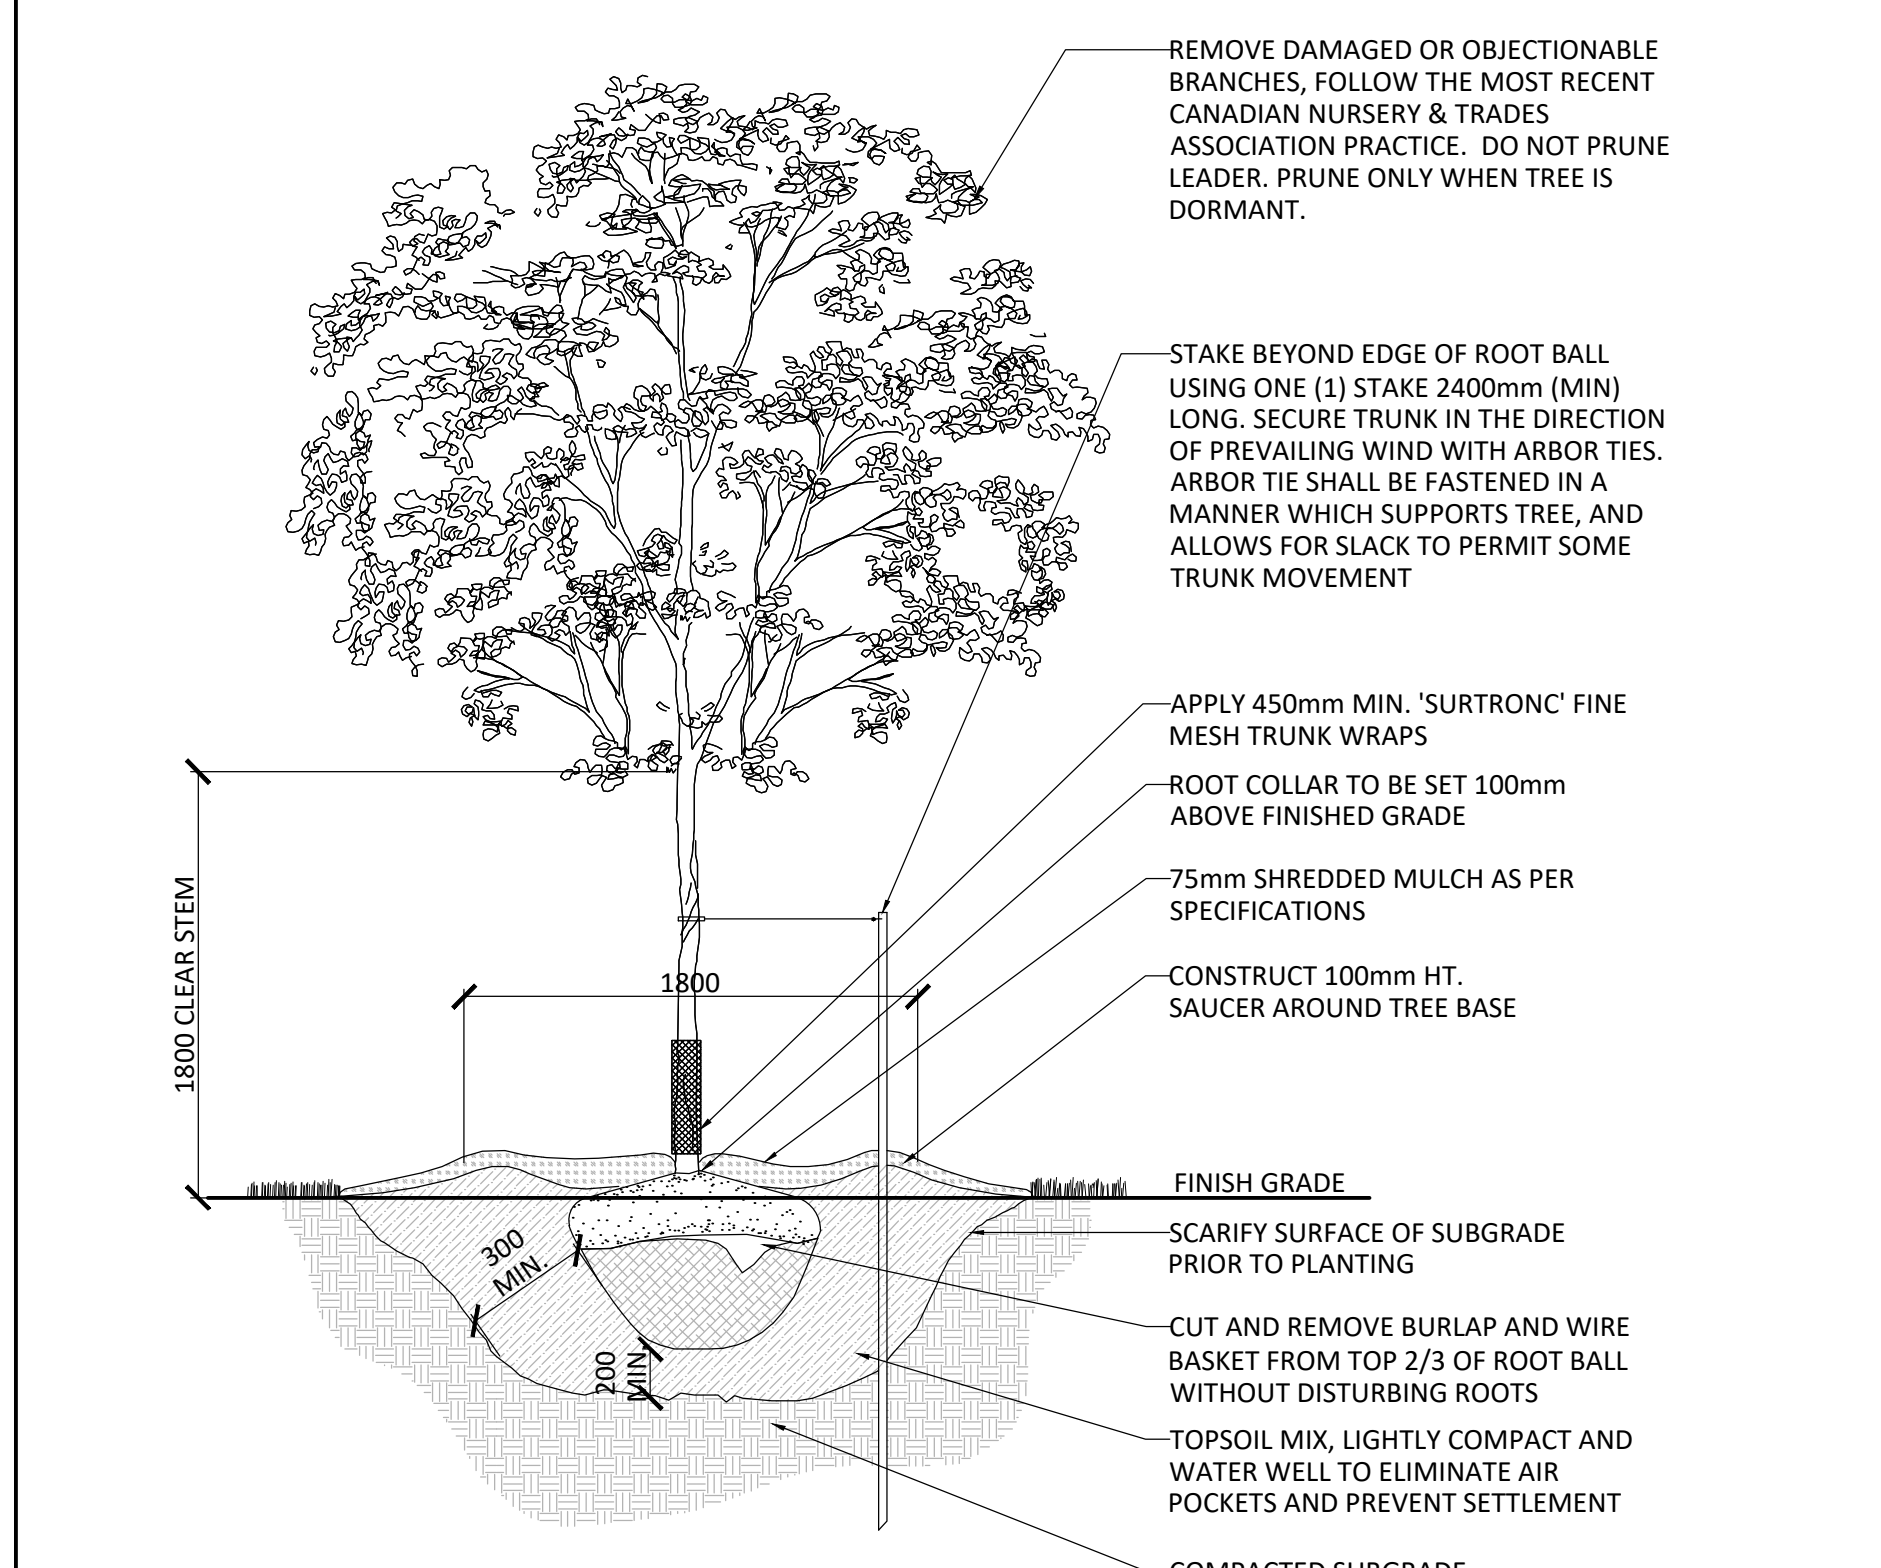 REMOVE DAMAGED OR OBJECTIONABLE
BRANCHES, FOLLOW THE MOST RECENT
CANADIAN NURSERY & TRADES
ASSOCIATION PRACTICE. DO NOT PRUNE
LEADER. PRUNE ONLY WHEN TREE IS
DORMANT.
STAKE BEYOND EDGE OF ROOT BALL
USING ONE (1) STAKE 2400mm (MIN)
LONG. SECURE TRUNK IN THE DIRECTION
OF PREVAILING WIND WITH ARBOR TIES.
ARBOR TIE SHALL BE FASTENED IN A
MANNER WHICH SUPPORTS TREE, AND
ALLOWS FOR SLACK TO PERMIT SOME
TRUNK MOVEMENT
APPLY 450mm MIN. 'SURTRONC' FINE
MESH TRUNK WRAPS
ROOT COLLAR TO BE SET 100mm
ABOVE FINISHED GRADE
75mm SHREDDED MULCH AS PER
SPECIFICATIONS
CONSTRUCT 100mm HT.
SAUCER AROUND TREE BASE
1800 CLEAR STEM
1800
FINISH GRADE
SCARIFY SURFACE OF SUBGRADE
PRIOR TO PLANTING
300
MIN.
200
MIN.
CUT AND REMOVE BURLAP AND WIRE
BASKET FROM TOP 2/3 OF ROOT BALL
WITHOUT DISTURBING ROOTS
TOPSOIL MIX, LIGHTLY COMPACT AND
WATER WELL TO ELIMINATE AIR
POCKETS AND PREVENT SETTLEMENT
COMPACTED SUBGRADE